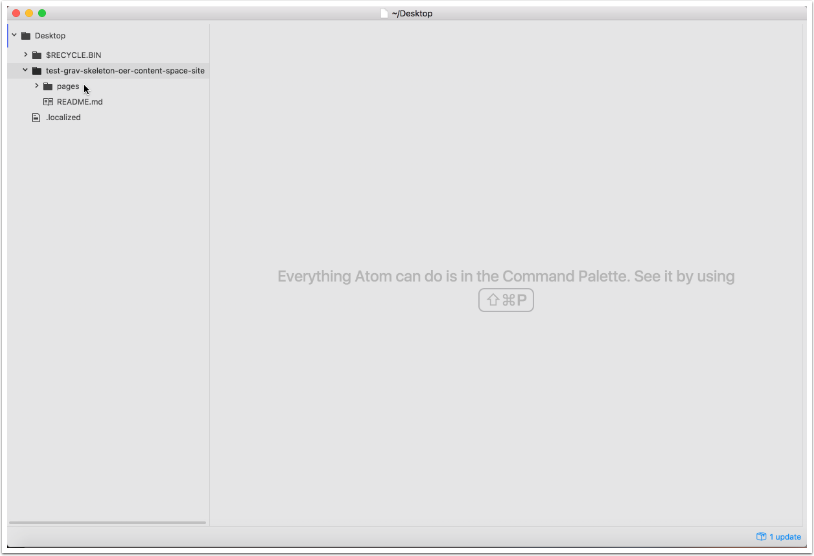 ~/Desktop
Desktop
$RECYCLE.BIN
test-grav-skeleton-oer-content-space-site
pages
README.md
.localized
Everything Atom can do is in the Command Palette. See it by using
⇧⌘P
1 update